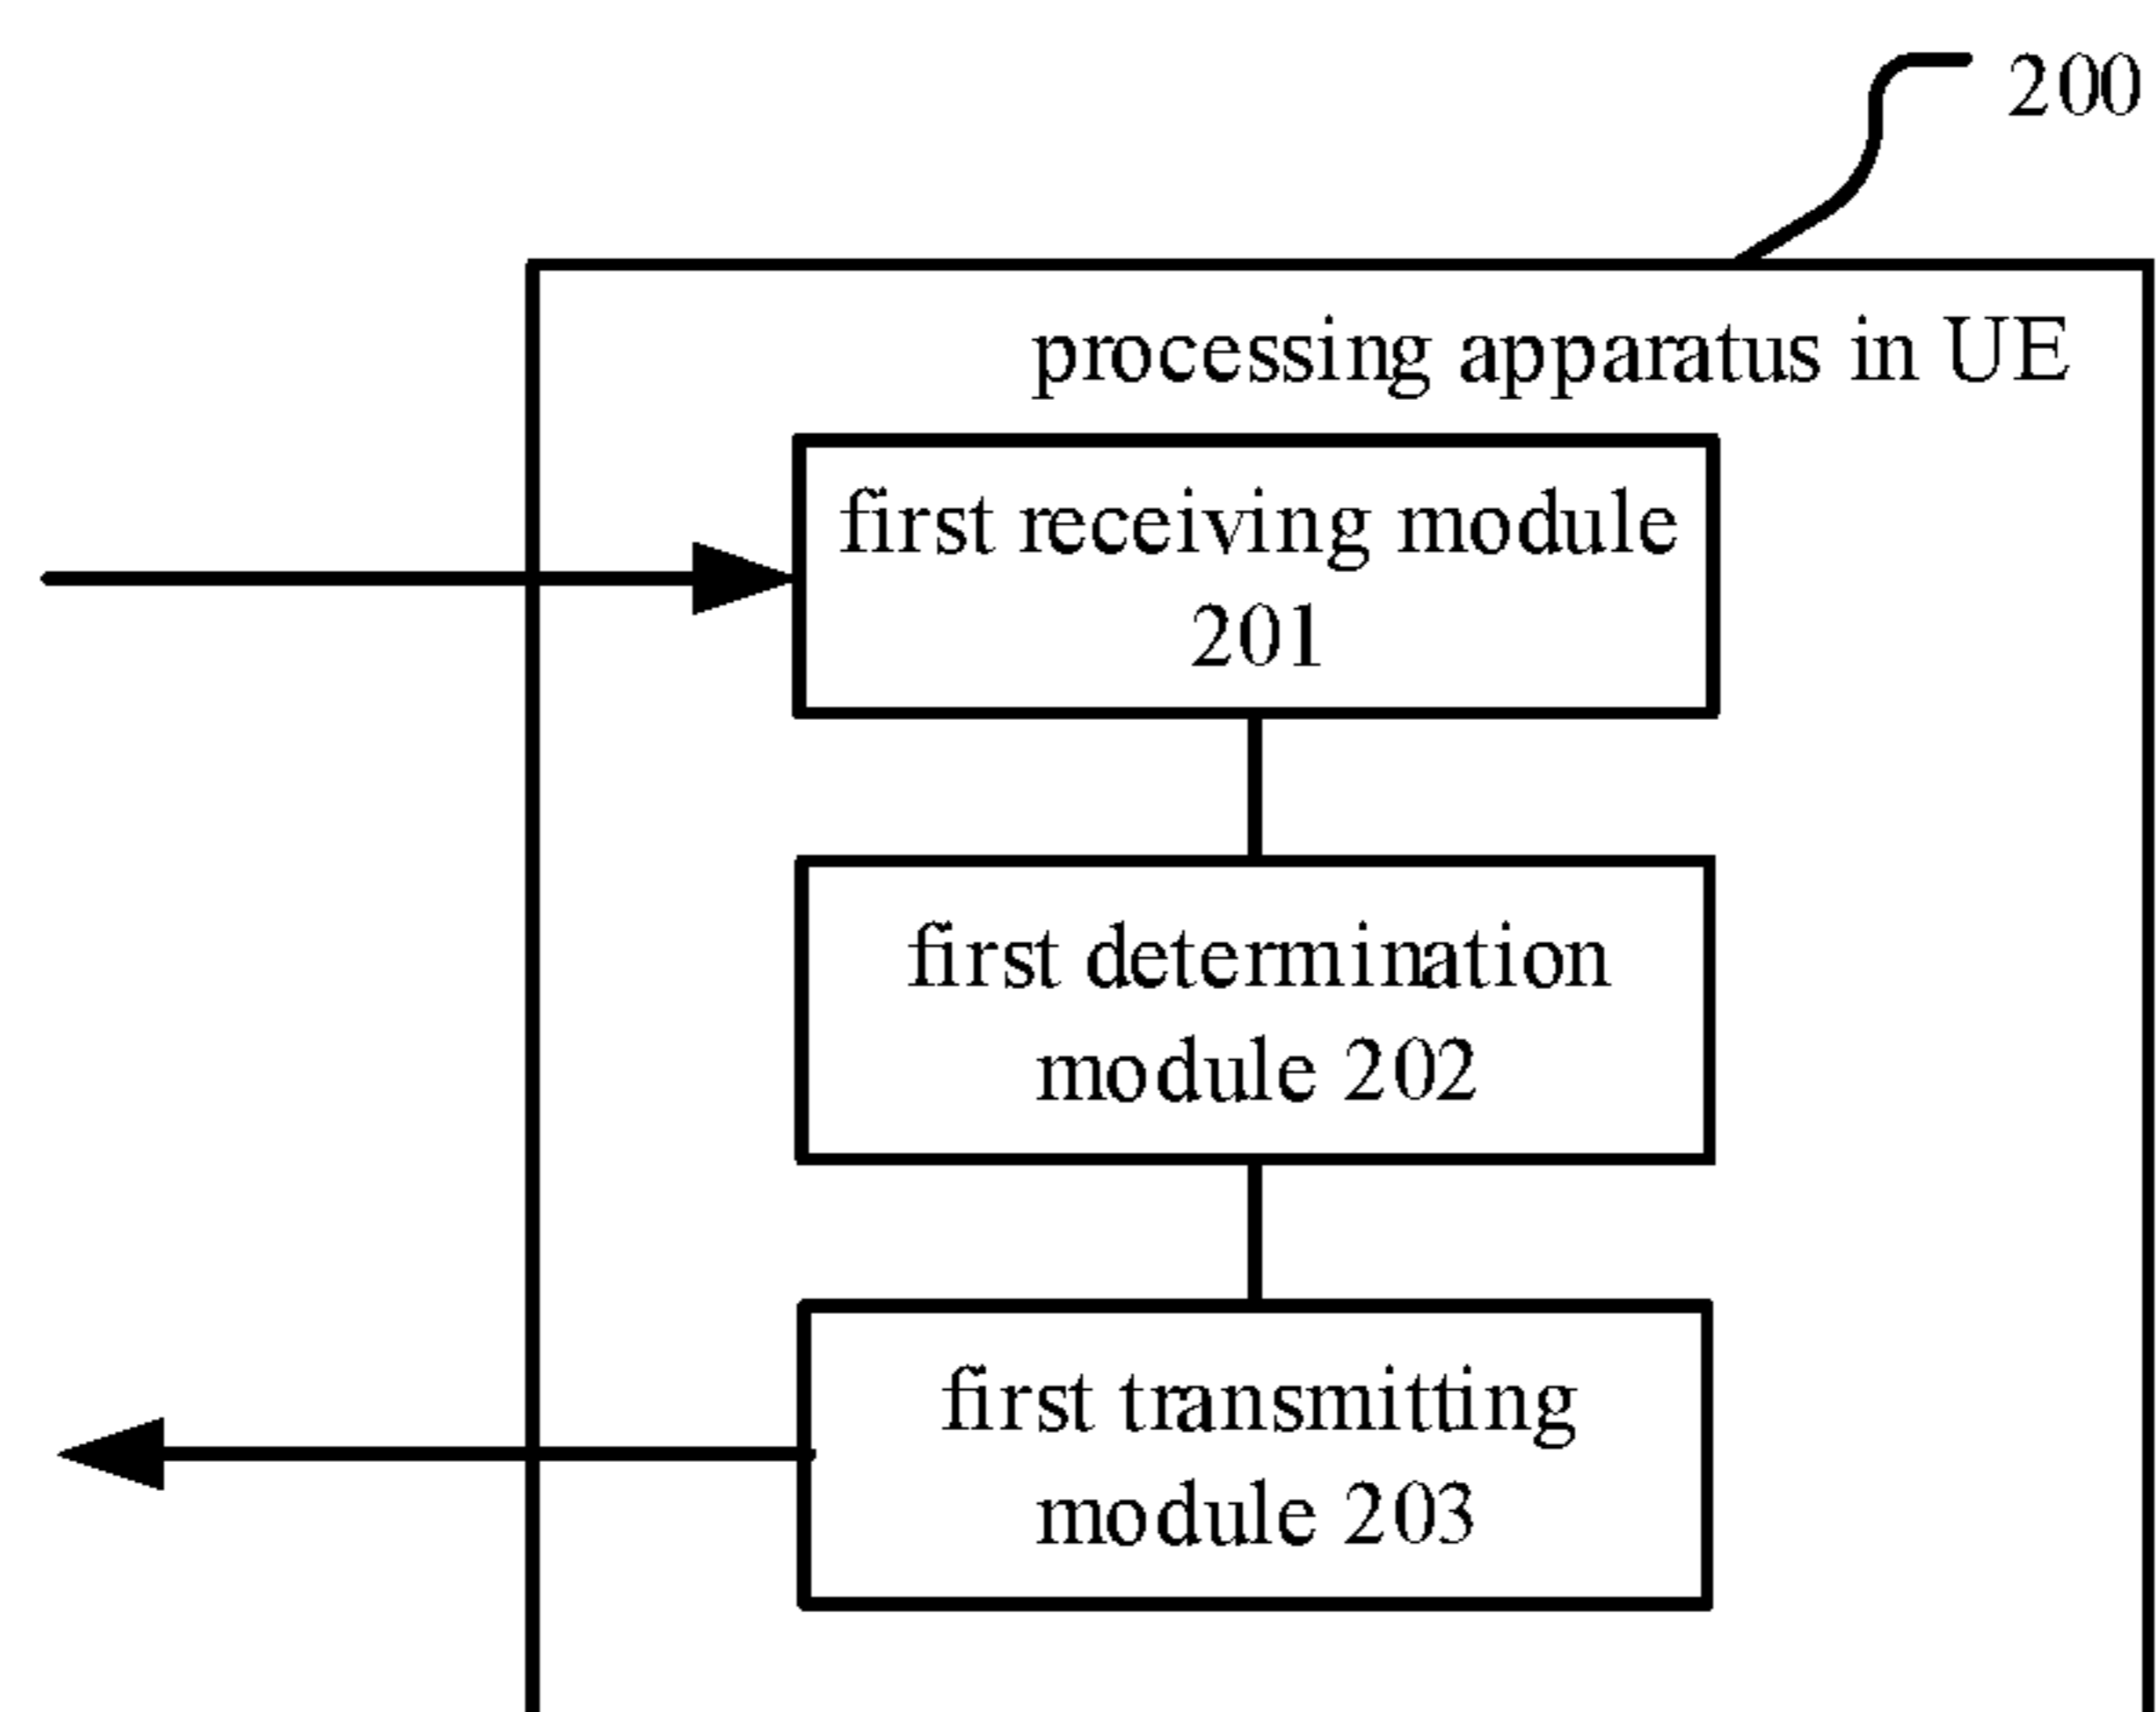 200
processing apparatus in UE
first receiving module
201
first determination
module 202
first transmitting
module 203